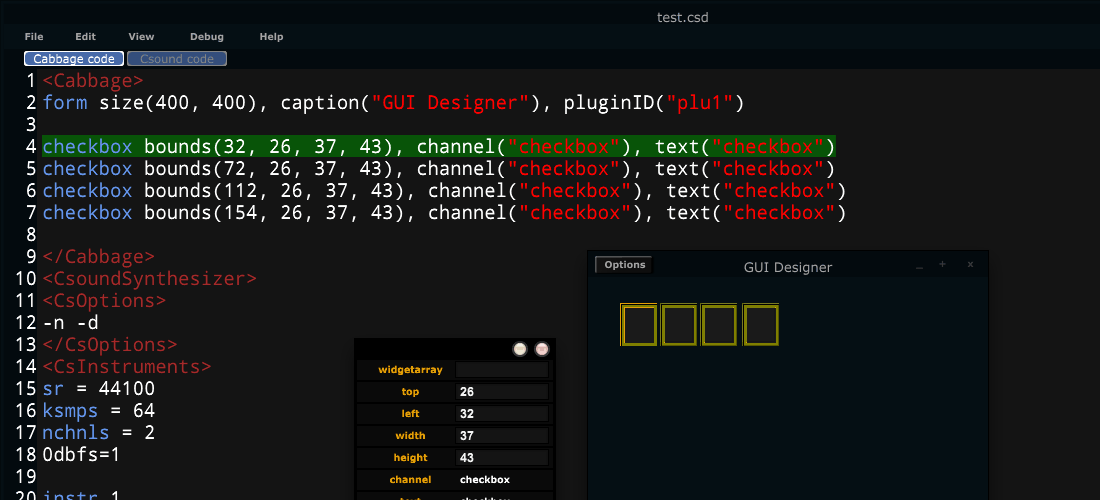 test.csd
File Edit View Debug Help
Cabbage code Csound code
1 <Cabbage>
2 form size(400, 400), caption("GUI Designer"), pluginID("plu1")
3
4 checkbox bounds(32, 26, 37, 43), channel("checkbox"), text("checkbox")
5 checkbox bounds(72, 26, 37, 43), channel("checkbox"), text("checkbox")
6 checkbox bounds(112, 26, 37, 43), channel("checkbox"), text("checkbox")
7 checkbox bounds(154, 26, 37, 43), channel("checkbox"), text("checkbox")
8
9 </Cabbage>
10 <CsoundSynthesizer>
11 <CsOptions>
12 -n -d
13 </CsOptions>
14 <CsInstruments>
15 sr = 44100
16 ksmps = 64
17 nchnls = 2
18 0dbfs=1
19
20 instr 1
Options GUI Designer
widgetarray
top 26
left 32
width 37
height 43
channel checkbox
text checkbox